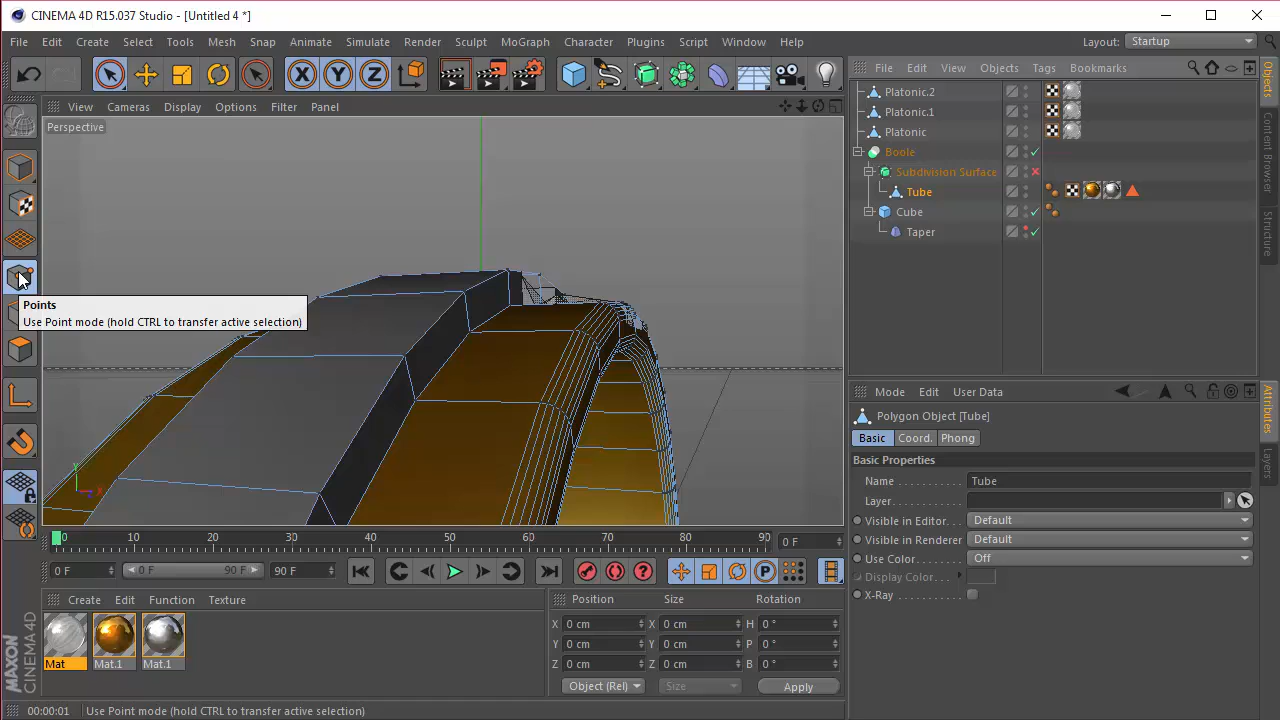 CINEMA 4D R15.037 Studio - [Untitled 4 *]
File Edit Create Select Tools Mesh Snap Animate Simulate Render Sculpt MoGraph Character Plugins Script Window Help Layout: Startup
X Y Z
File Edit View Objects Tags Bookmarks
Platonic.2
Platonic.1
Platonic
Boole
Subdivision Surface
Tube
Cube
Taper
Objects
Content Browser
Structure
View Cameras Display Options Filter Panel
Perspective
Points
Use Point mode (hold CTRL to transfer active selection)
Y
X
Z
Mode Edit User Data
Polygon Object [Tube]
Basic Coord. Phong
Basic Properties
Name Tube
Layer
Visible in Editor Default
Visible in Renderer Default
Use Color Off
Display Color
X-Ray
Attributes
Layers
0 10 20 30 40 50 60 70 80 90 0 F
0 F 0 F 90 F 90 F
P
Create Edit Function Texture
Mat Mat.1 Mat.1
Position Size Rotation
X 0 cm X 0 cm H 0 °
Y 0 cm Y 0 cm P 0 °
Z 0 cm Z 0 cm B 0 °
Object (Rel) Size Apply
MAXON
CINEMA 4D
00:00:01 Use Point mode (hold CTRL to transfer active selection)